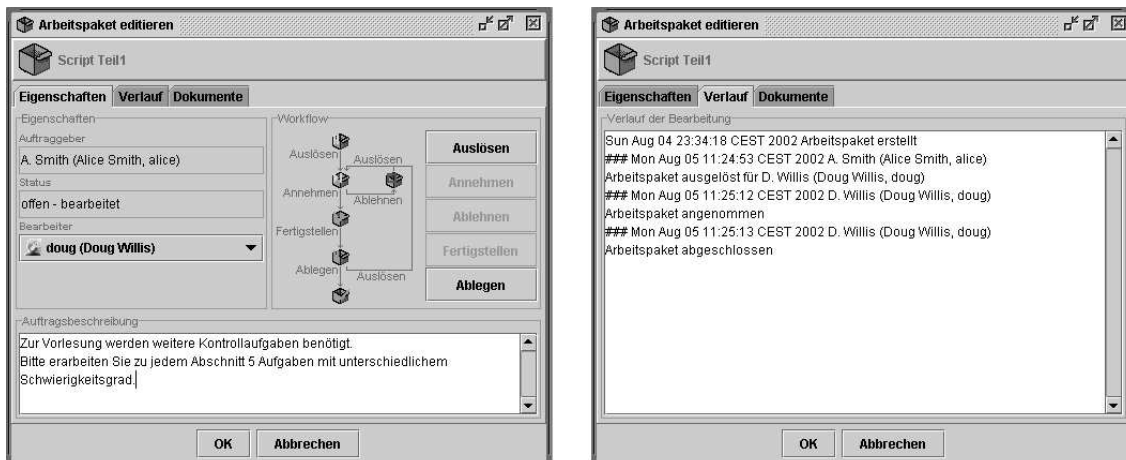 Arbeitspaket editieren
Script Teil1
Eigenschaften Verlauf Dokumente
Eigenschaften
Auftraggeber
A. Smith (Alice Smith, alice)
Status
offen - bearbeitet
Bearbeiter
doug (Doug Willis)
Workflow
Auslösen
Auslösen
Annehmen
Ablehnen
Fertigstellen
Ablegen
Auslösen
Auslösen
Annehmen
Ablehnen
Fertigstellen
Ablegen
Auftragsbeschreibung
Zur Vorlesung werden weitere Kontrollaufgaben benötigt.
Bitte erarbeiten Sie zu jedem Abschnitt 5 Aufgaben mit unterschiedlichem
Schwierigkeitsgrad.
OK Abbrechen
Arbeitspaket editieren
Script Teil1
Eigenschaften Verlauf Dokumente
Verlauf der Bearbeitung
Sun Aug 04 23:34:18 CEST 2002 Arbeitspaket erstellt
### Mon Aug 05 11:24:53 CEST 2002 A. Smith (Alice Smith, alice)
Arbeitspaket ausgelöst für D. Willis (Doug Willis, doug)
### Mon Aug 05 11:25:12 CEST 2002 D. Willis (Doug Willis, doug)
Arbeitspaket angenommen
### Mon Aug 05 11:25:13 CEST 2002 D. Willis (Doug Willis, doug)
Arbeitspaket abgeschlossen
OK Abbrechen